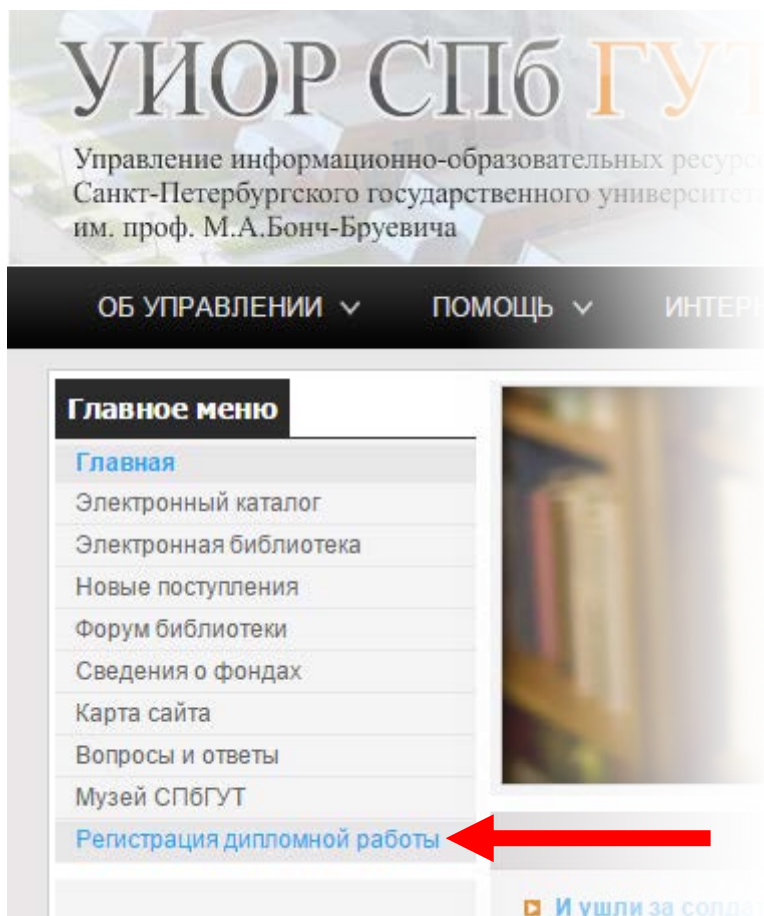 УИОР СПб ГУТ
Управление информационно-образовательных
Санкт-Петербургского государственного
им. проф. М.А.Бонч-Бруевича
ОБ УПРАВЛЕНИИ ПОМОЩЬ
Главное меню
Главная
Электронный каталог
Электронная библиотека
Новые поступления
Форум библиотеки
Сведения о фондах
Карта сайта
Вопросы и ответы
Музей СПбГУТ
Регистрация дипломной работы
И ушли за